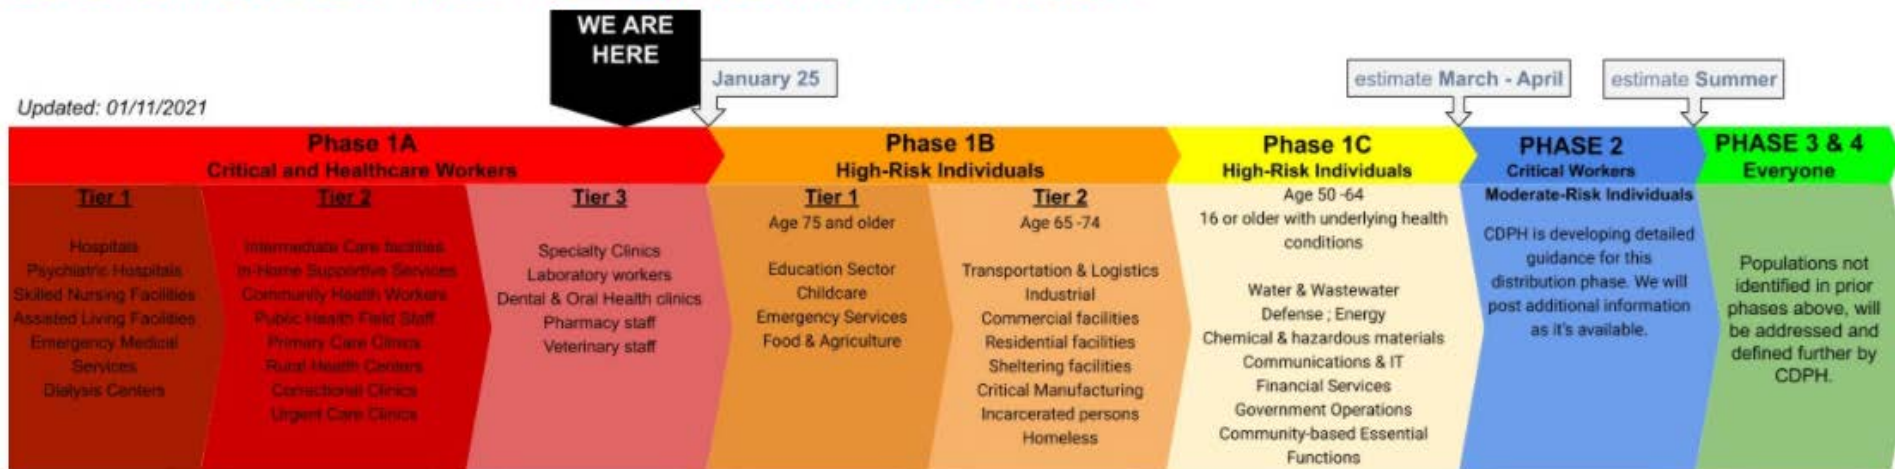 WE ARE
HERE
January 25
estimate March - April
estimate Summer
Updated: 01/11/2021
Phase 1A
Critical and Healthcare Workers
Tier 1
Hospitals
Psychiatric Hospitals
Skilled Nursing Facilities
Assisted Living Facilities
Emergency Medical
Services
Dialysis Centers
Tier 2
Intermediate Care facilities
In-Home Supportive Services
Community Health Workers
Public Health Field Staff
Primary Care Clinics
Rural Health Centers
Correctional Clinics
Urgent Care Clinics
Tier 3
Specialty Clinics
Laboratory workers
Dental & Oral Health clinics
Pharmacy staff
Veterinary staff
Phase 1B
High-Risk Individuals
Tier 1
Age 75 and older
Education Sector
Childcare
Emergency Services
Food & Agriculture
Tier 2
Age 65 -74
Transportation & Logistics
Industrial
Commercial facilities
Residential facilities
Sheltering facilities
Critical Manufacturing
Incarcerated persons
Homeless
Phase 1C
High-Risk Individuals
Age 50 -64
16 or older with underlying health
conditions
Water & Wastewater
Defense ; Energy
Chemical & hazardous materials
Communications & IT
Financial Services
Government Operations
Community-based Essential
Functions
PHASE 2
Critical Workers
Moderate-Risk Individuals
CDPH is developing detailed
guidance for this
distribution phase. We will
post additional information
as it's available.
PHASE 3 & 4
Everyone
Populations not
identified in prior
phases above, will
be addressed and
defined further by
CDPH.